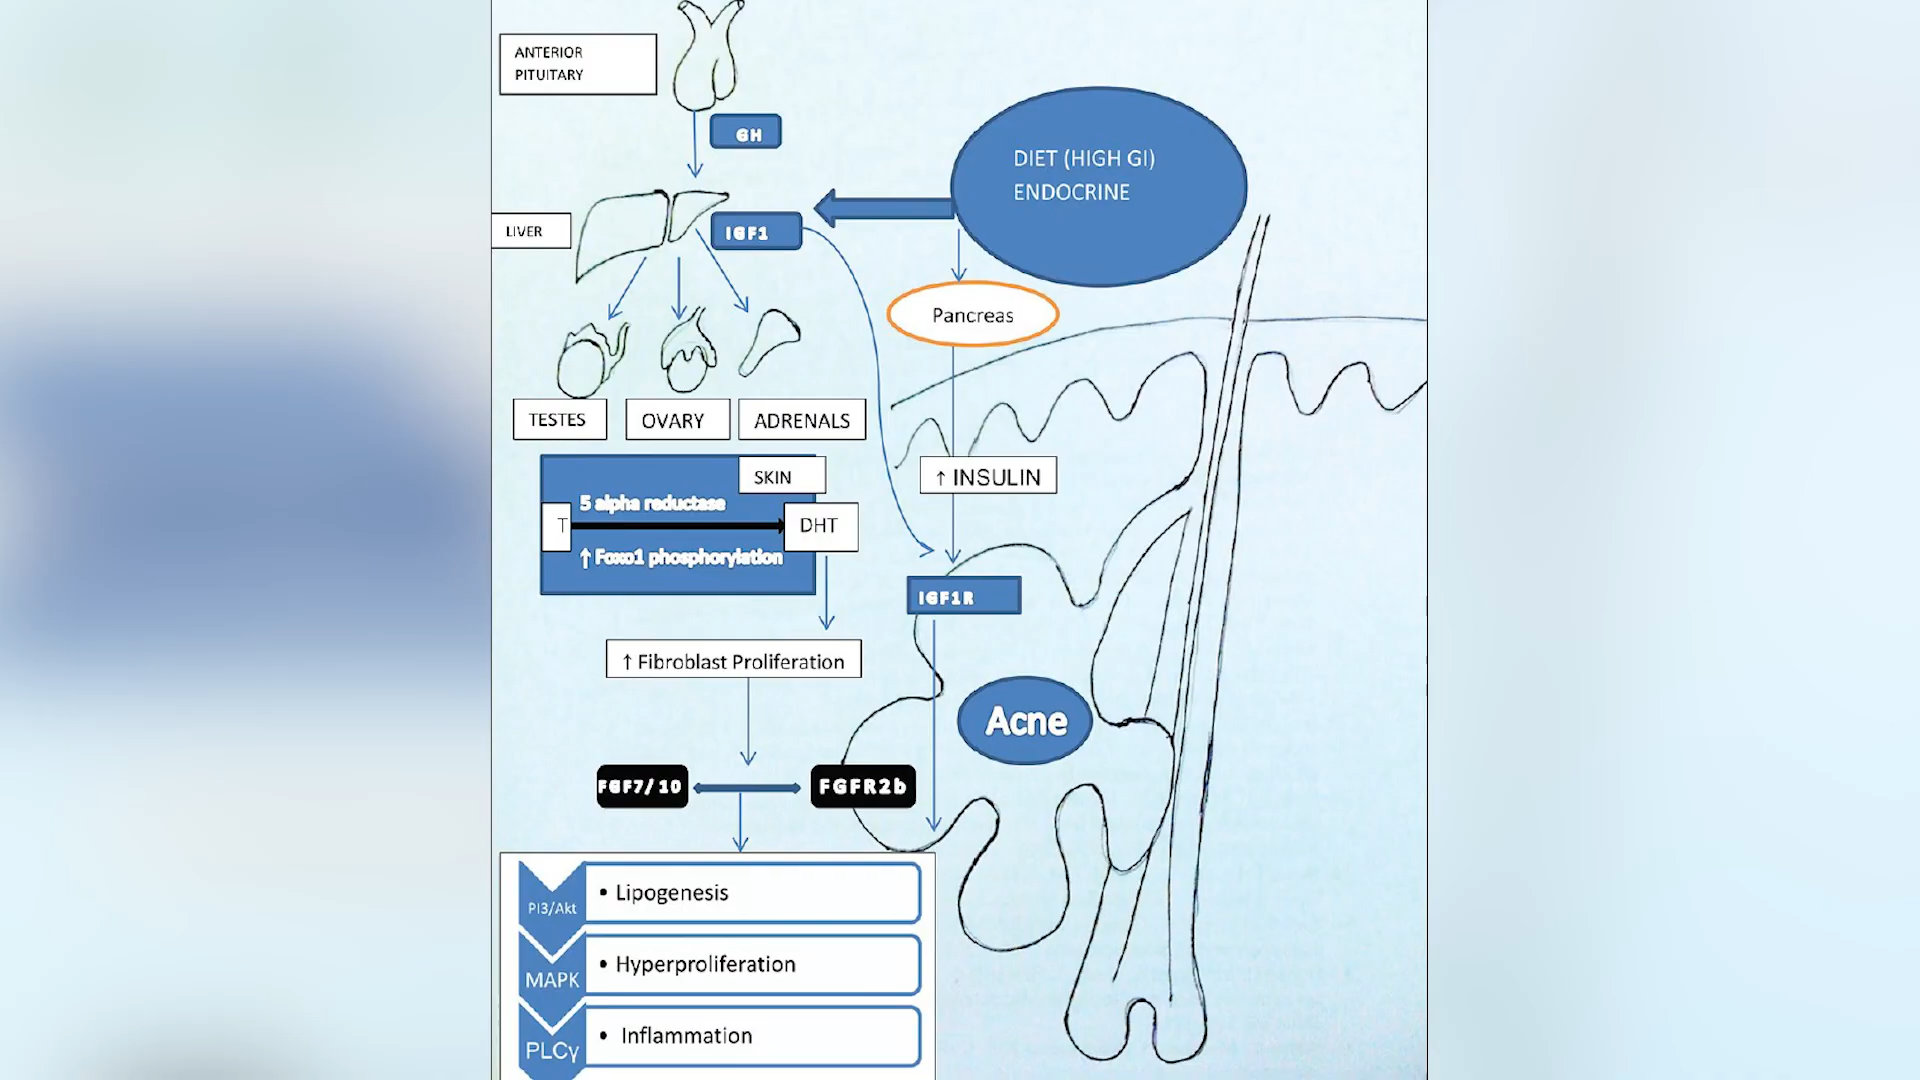 ANTERIOR
PITUITARY
GH
DIET (HIGH GI)
ENDOCRINE
LIVER
IGF1
Pancreas
TESTES
OVARY
ADRENALS
SKIN
↑ INSULIN
5 alpha reductase
T
DHT
↑ Foxo1 phosphorylation
IGF1R
↑ Fibroblast Proliferation
Acne
FGF7/10
FGFR2b
PI3/Akt
• Lipogenesis
MAPK
• Hyperproliferation
PLCγ
• Inflammation